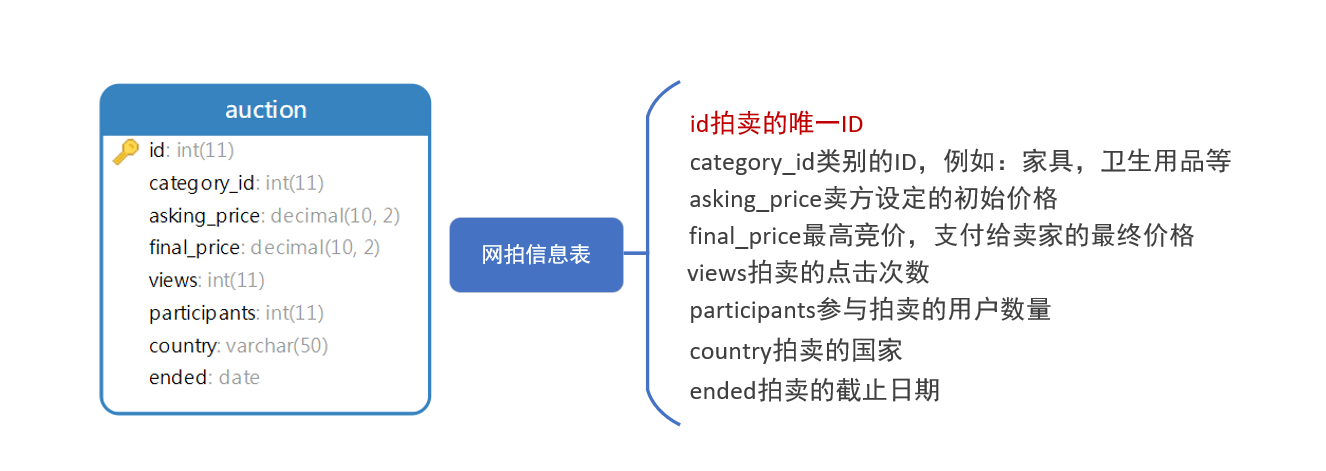 auction
id: int(11)
category_id: int(11)
asking_price: decimal(10, 2)
final_price: decimal(10, 2)
views: int(11)
participants: int(11)
country: varchar(50)
ended: date
网拍信息表
id拍卖的唯一ID
category_id类别的ID，例如：家具，卫生用品等
asking_price卖方设定的初始价格
final_price最高竞价，支付给卖家的最终价格
views拍卖的点击次数
participants参与拍卖的用户数量
country拍卖的国家
ended拍卖的截止日期